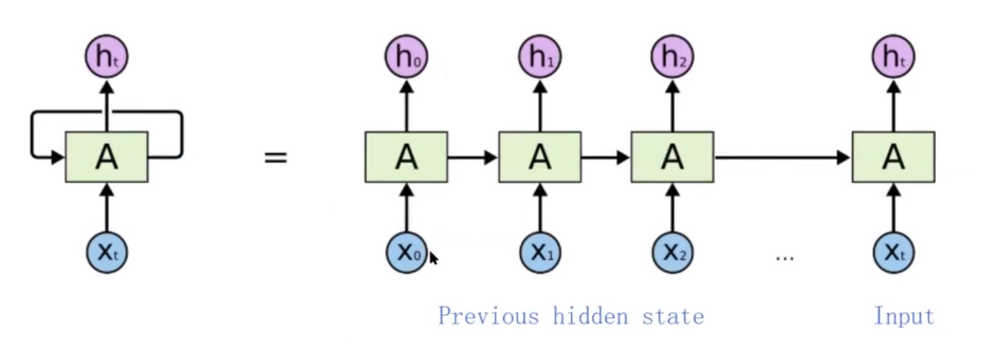 hₜ h₀ h₁ h₂ hₜ
A = A A A A
xₜ x₀ x₁ x₂ ... xₜ
Previous hidden state Input